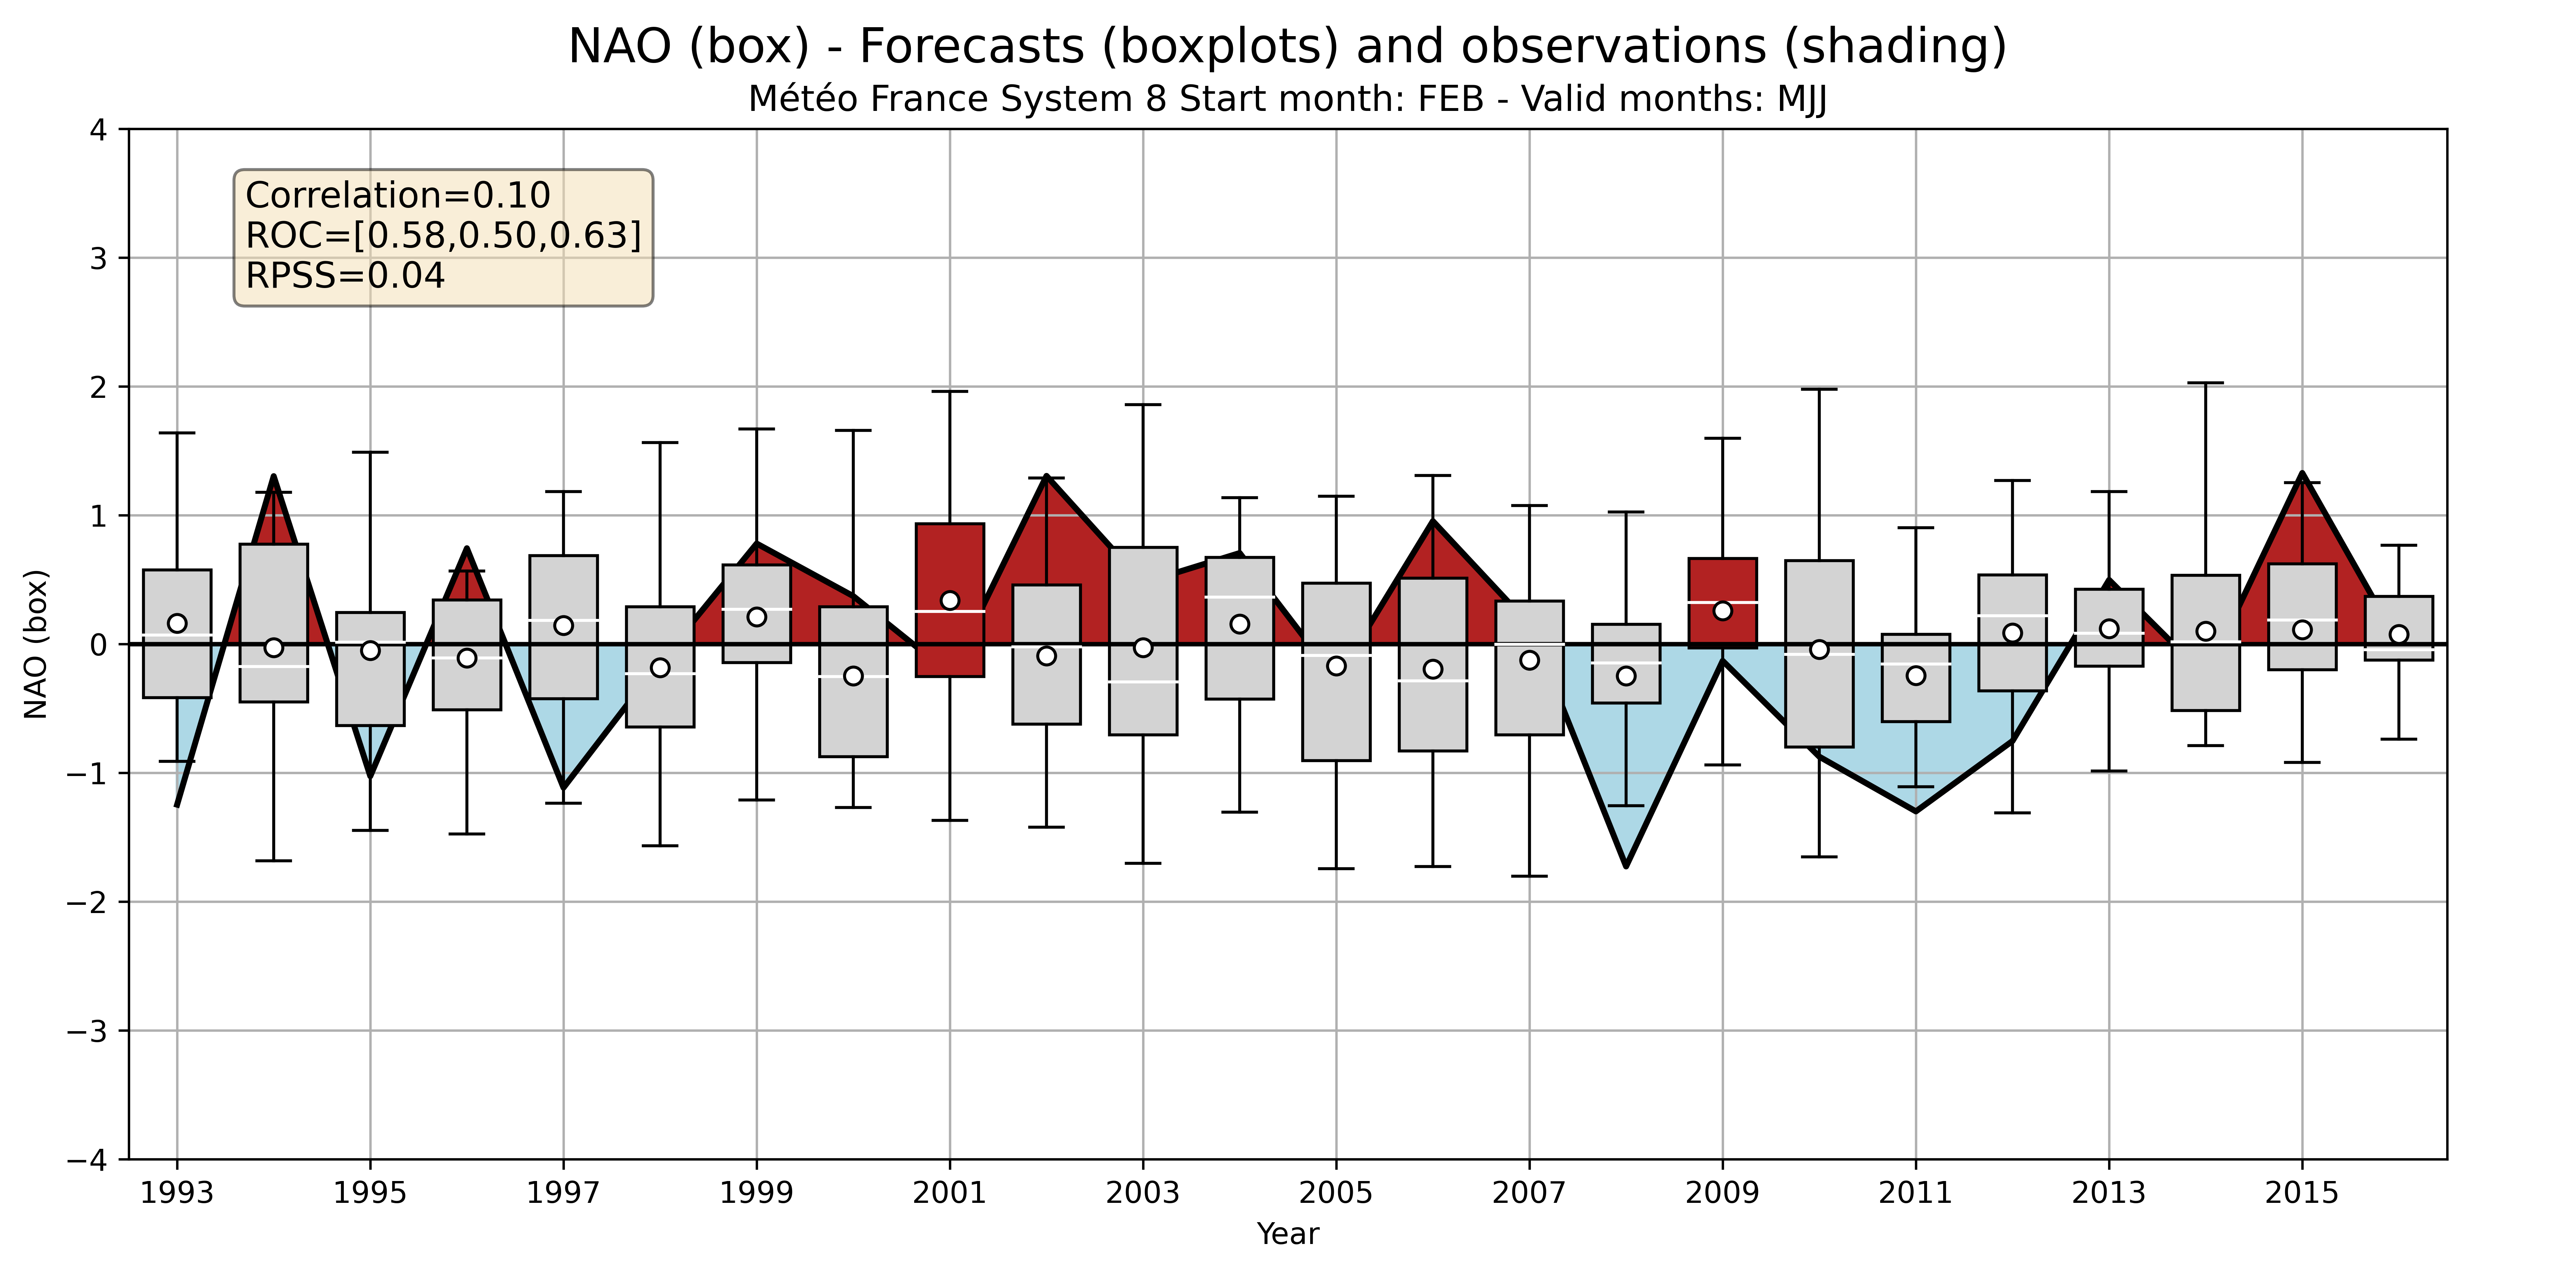 NAO (box) - Forecasts (boxplots) and observations (shading)
Météo France System 8 Start month: FEB - Valid months: MJJ
Correlation=0.10
ROC=[0.58,0.50,0.63]
RPSS=0.04
NAO (box)
4
3
2
1
0
−1
−2
−3
−4
1993 1995 1997 1999 2001 2003 2005 2007 2009 2011 2013 2015
Year